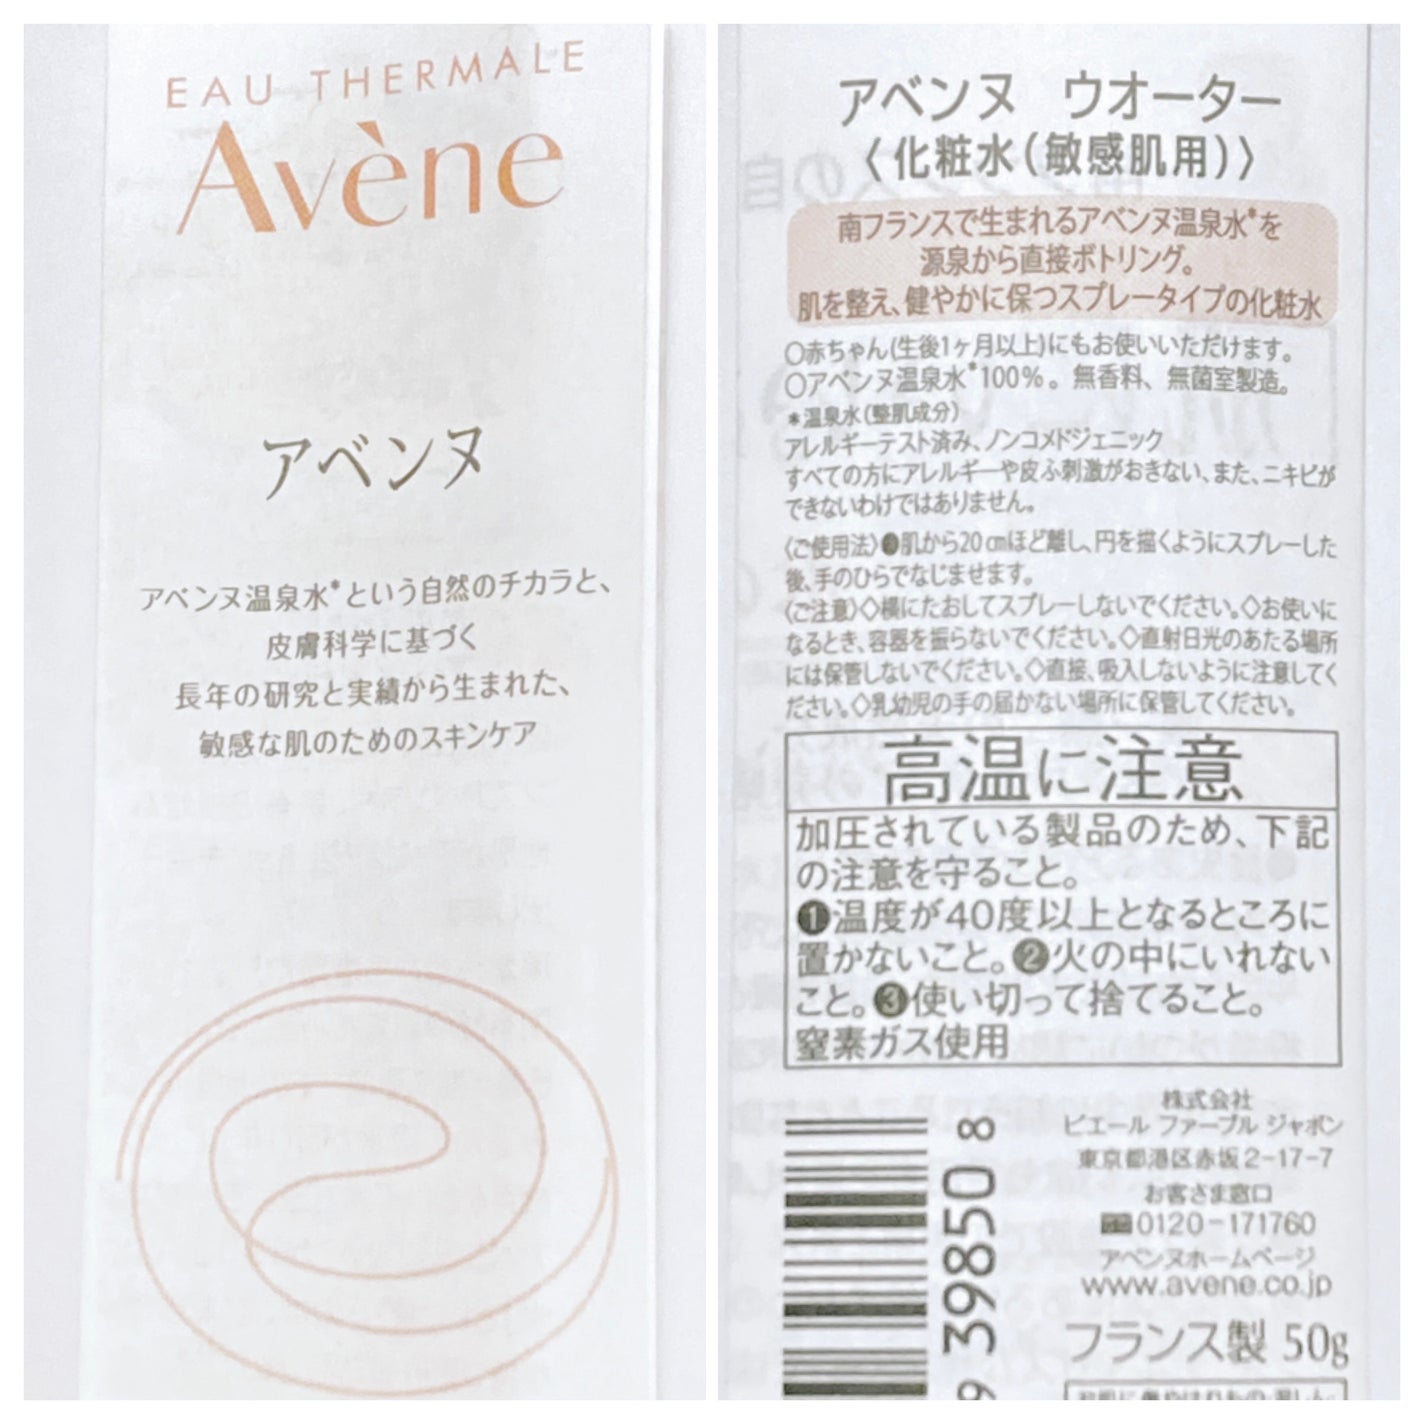 EAU THERMALE
Avène
アベンヌ
アベンヌ温泉水*という自然のチカラと、
皮膚科学に基づく
長年の研究と実績から生まれた、
敏感な肌のためのスキンケア
アベンヌ ウオーター
〈化粧水(敏感肌用)〉
南フランスで生まれるアベンヌ温泉水*を
源泉から直接ボトリング。
肌を整え、健やかに保つスプレータイプの化粧水
○赤ちゃん(生後1ヶ月以上)にもお使いいただけます。
○アベンヌ温泉水*100%。無香料、無菌室製造。
*温泉水(整肌成分)
アレルギーテスト済み、ノンコメドジェニック
すべての方にアレルギーや皮ふ刺激がおきない、また、ニキビが
できないわけではありません。
〈ご使用法〉肌から20㎝ほど離し、円を描くようにスプレーした
後、手のひらでなじませます。
〈ご注意〉◇横にたおしてスプレーしないでください。◇お使いに
なるとき、容器を振らないでください。◇直射日光のあたる場所
には保管しないでください。◇直接、吸入しないように注意してく
ださい。◇乳幼児の手の届かない場所に保管してください。
高温に注意
加圧されている製品のため、下記
の注意を守ること。
❶温度が40度以上となるところに
置かないこと。❷火の中にいれない
こと。❸使い切って捨てること。
窒素ガス使用
株式会社
ピエール ファーブル ジャポン
東京都港区赤坂2-17-7
お客さま窓口
0120-171760
アベンヌホームページ
www.avene.co.jp
フランス製 50g
9 39850 8